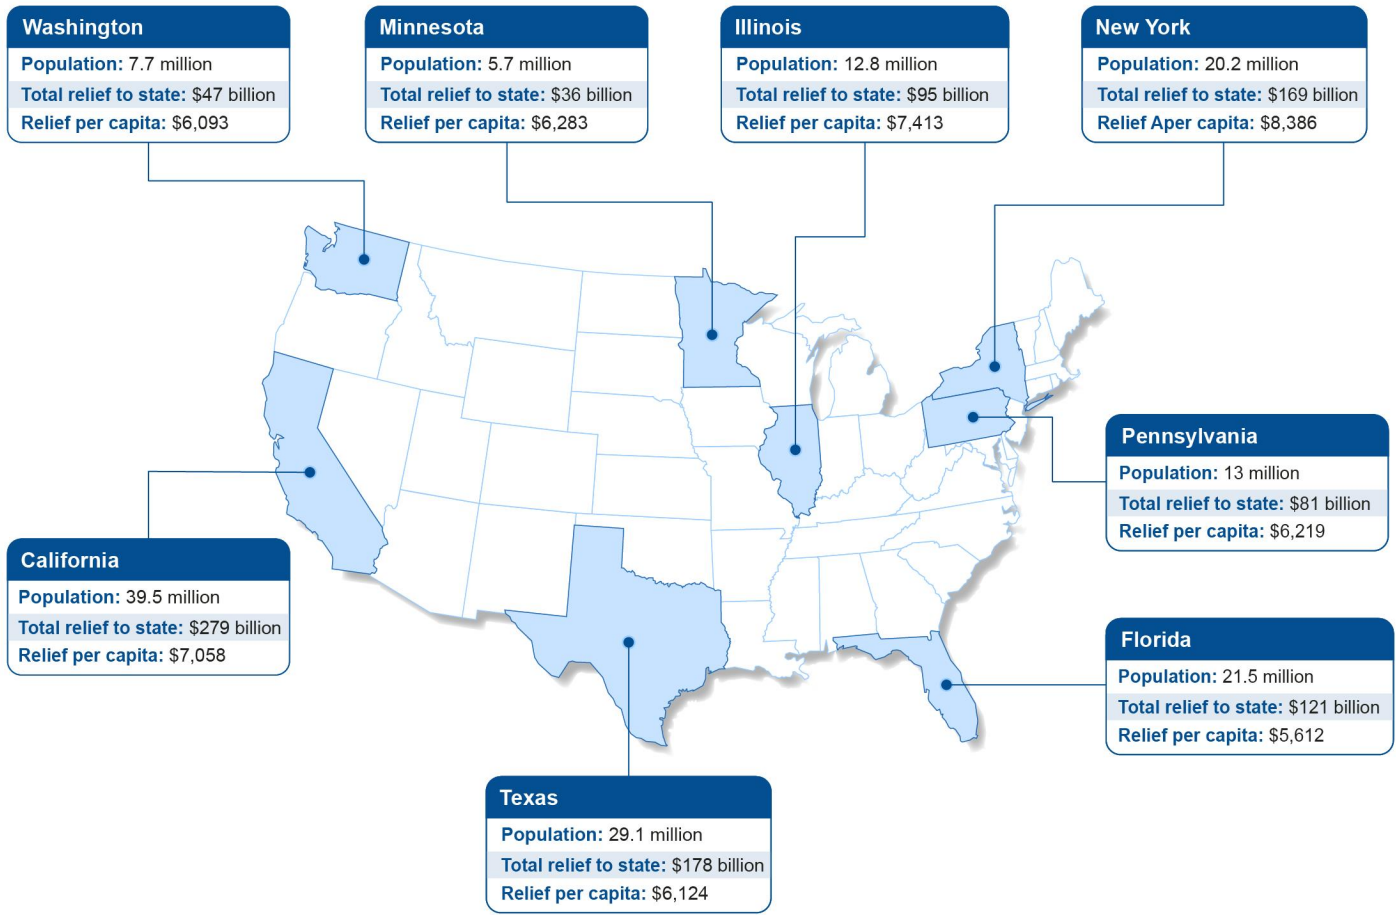 Washington
Population: 7.7 million
Total relief to state: $47 billion
Relief per capita: $6,093
Minnesota
Population: 5.7 million
Total relief to state: $36 billion
Relief per capita: $6,283
Illinois
Population: 12.8 million
Total relief to state: $95 billion
Relief per capita: $7,413
New York
Population: 20.2 million
Total relief to state: $169 billion
Relief Aper capita: $8,386
Pennsylvania
Population: 13 million
Total relief to state: $81 billion
Relief per capita: $6,219
California
Population: 39.5 million
Total relief to state: $279 billion
Relief per capita: $7,058
Florida
Population: 21.5 million
Total relief to state: $121 billion
Relief per capita: $5,612
Texas
Population: 29.1 million
Total relief to state: $178 billion
Relief per capita: $6,124